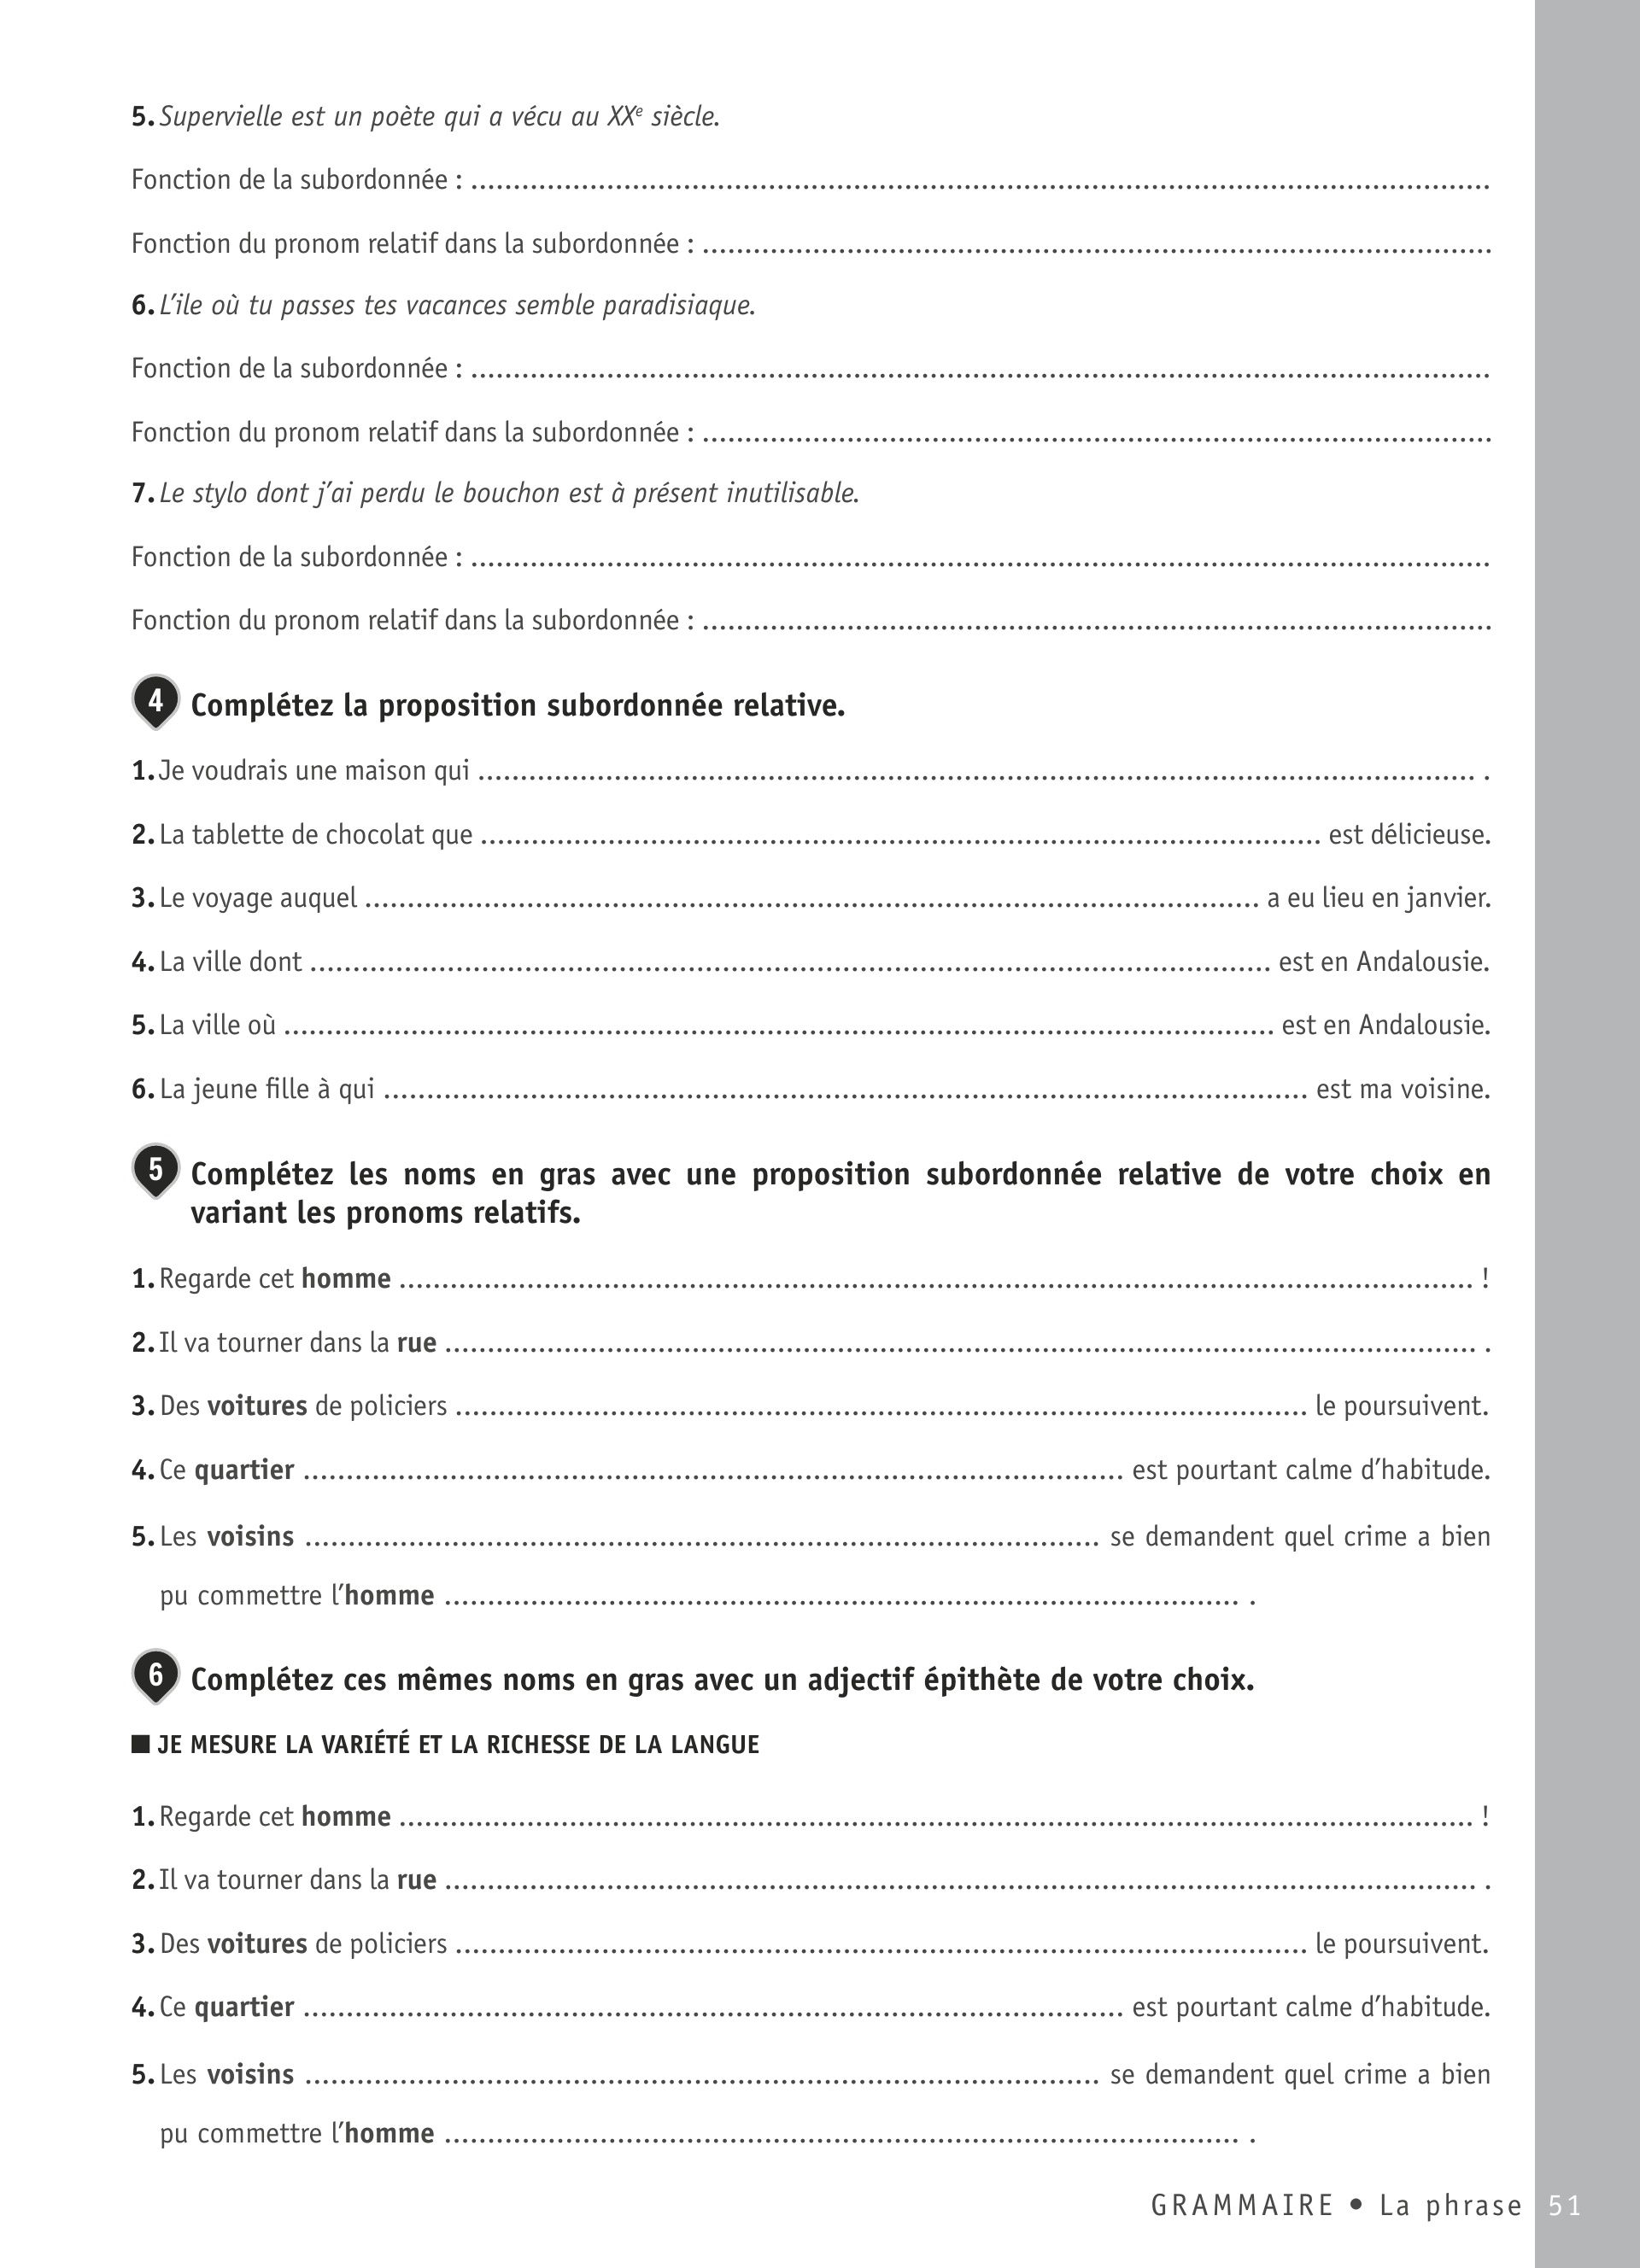 5. Supervielle est un poète qui a vécu au XXe siècle.
Fonction de la subordonnée : ........................................
Fonction du pronom relatif dans la subordonnée : ........................................
6. L’ile où tu passes tes vacances semble paradisiaque.
Fonction de la subordonnée : ........................................
Fonction du pronom relatif dans la subordonnée : ........................................
7. Le stylo dont j’ai perdu le bouchon est à présent inutilisable.
Fonction de la subordonnée : ........................................
Fonction du pronom relatif dans la subordonnée : ........................................
4 Complétez la proposition subordonnée relative.
1. Je voudrais une maison qui ........................................ .
2. La tablette de chocolat que ........................................ est délicieuse.
3. Le voyage auquel ........................................ a eu lieu en janvier.
4. La ville dont ........................................ est en Andalousie.
5. La ville où ........................................ est en Andalousie.
6. La jeune fille à qui ........................................ est ma voisine.
5 Complétez les noms en gras avec une proposition subordonnée relative de votre choix en
variant les pronoms relatifs.
1. Regarde cet homme ........................................ !
2. Il va tourner dans la rue ........................................ .
3. Des voitures de policiers ........................................ le poursuivent.
4. Ce quartier ........................................ est pourtant calme d’habitude.
5. Les voisins ........................................ se demandent quel crime a bien
pu commettre l’homme ........................................ .
6 Complétez ces mêmes noms en gras avec un adjectif épithète de votre choix.
■ JE MESURE LA VARIÉTÉ ET LA RICHESSE DE LA LANGUE
1. Regarde cet homme ........................................ !
2. Il va tourner dans la rue ........................................ .
3. Des voitures de policiers ........................................ le poursuivent.
4. Ce quartier ........................................ est pourtant calme d’habitude.
5. Les voisins ........................................ se demandent quel crime a bien
pu commettre l’homme ........................................ .
GRAMMAIRE • La phrase 51